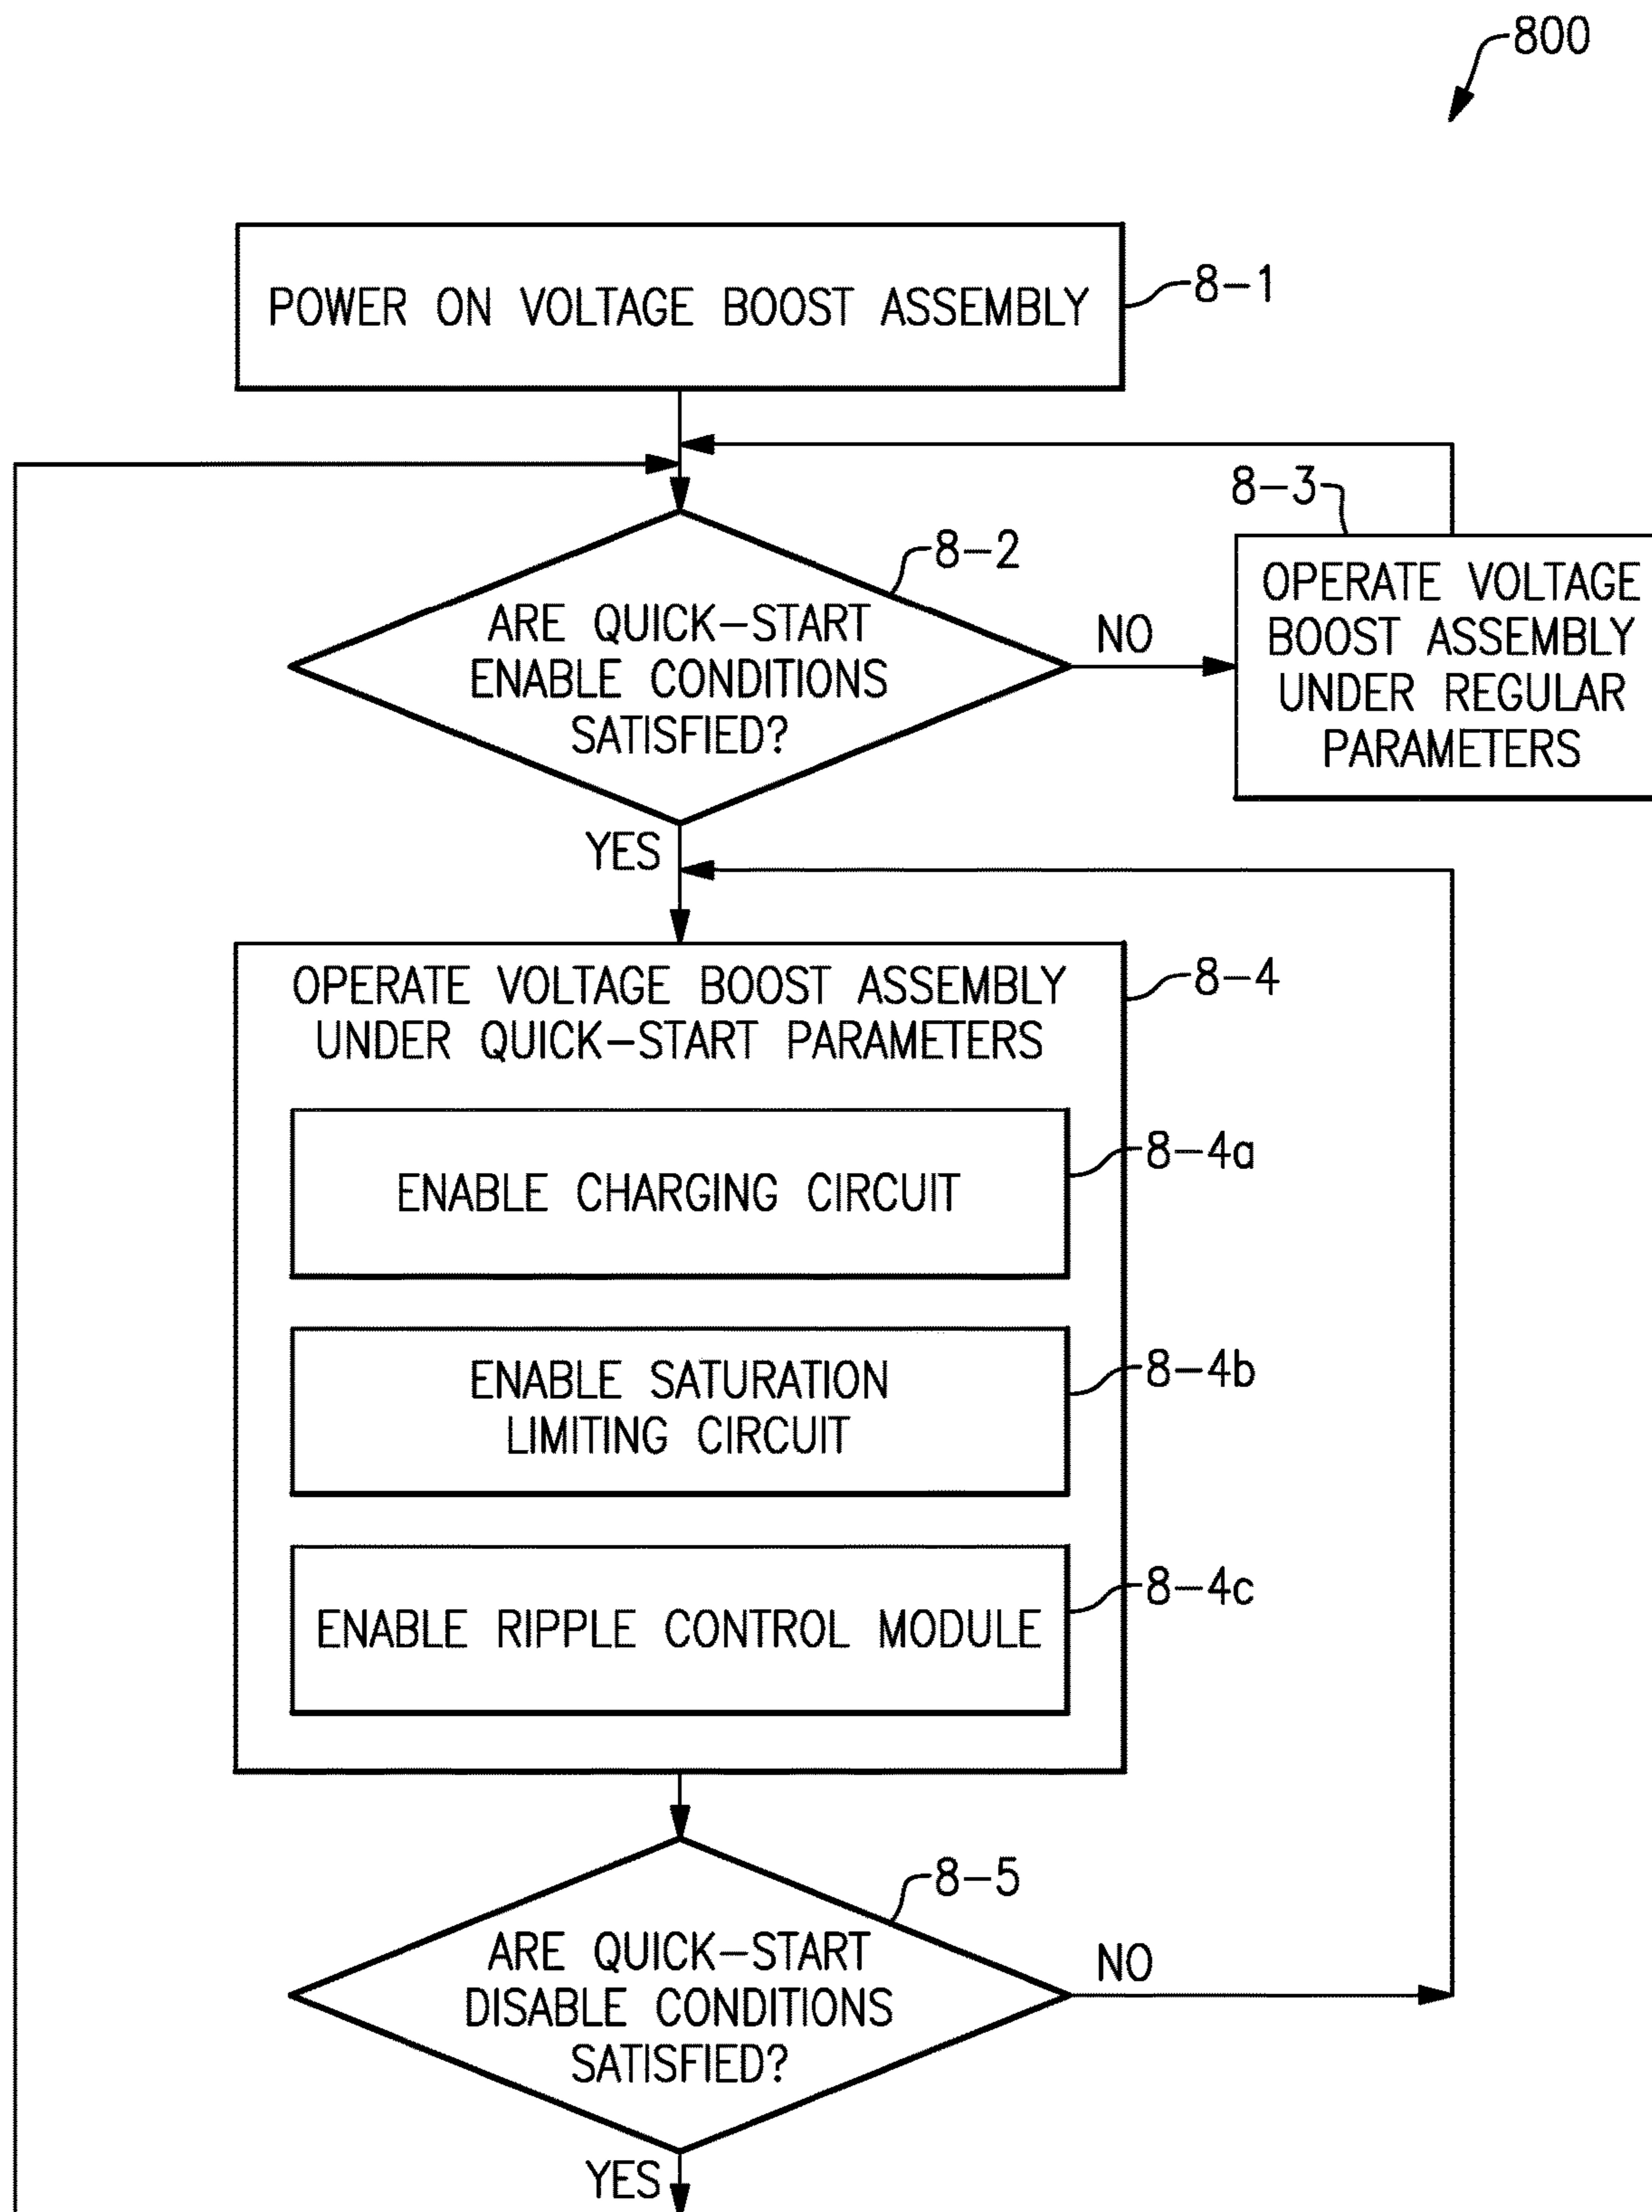 800
POWER ON VOLTAGE BOOST ASSEMBLY
8-1
8-2
ARE QUICK-START
ENABLE CONDITIONS
SATISFIED?
NO
8-3
OPERATE VOLTAGE
BOOST ASSEMBLY
UNDER REGULAR
PARAMETERS
YES
OPERATE VOLTAGE BOOST ASSEMBLY
UNDER QUICK-START PARAMETERS
8-4
ENABLE CHARGING CIRCUIT
8-4a
ENABLE SATURATION
LIMITING CIRCUIT
8-4b
ENABLE RIPPLE CONTROL MODULE
8-4c
8-5
ARE QUICK-START
DISABLE CONDITIONS
SATISFIED?
NO
YES